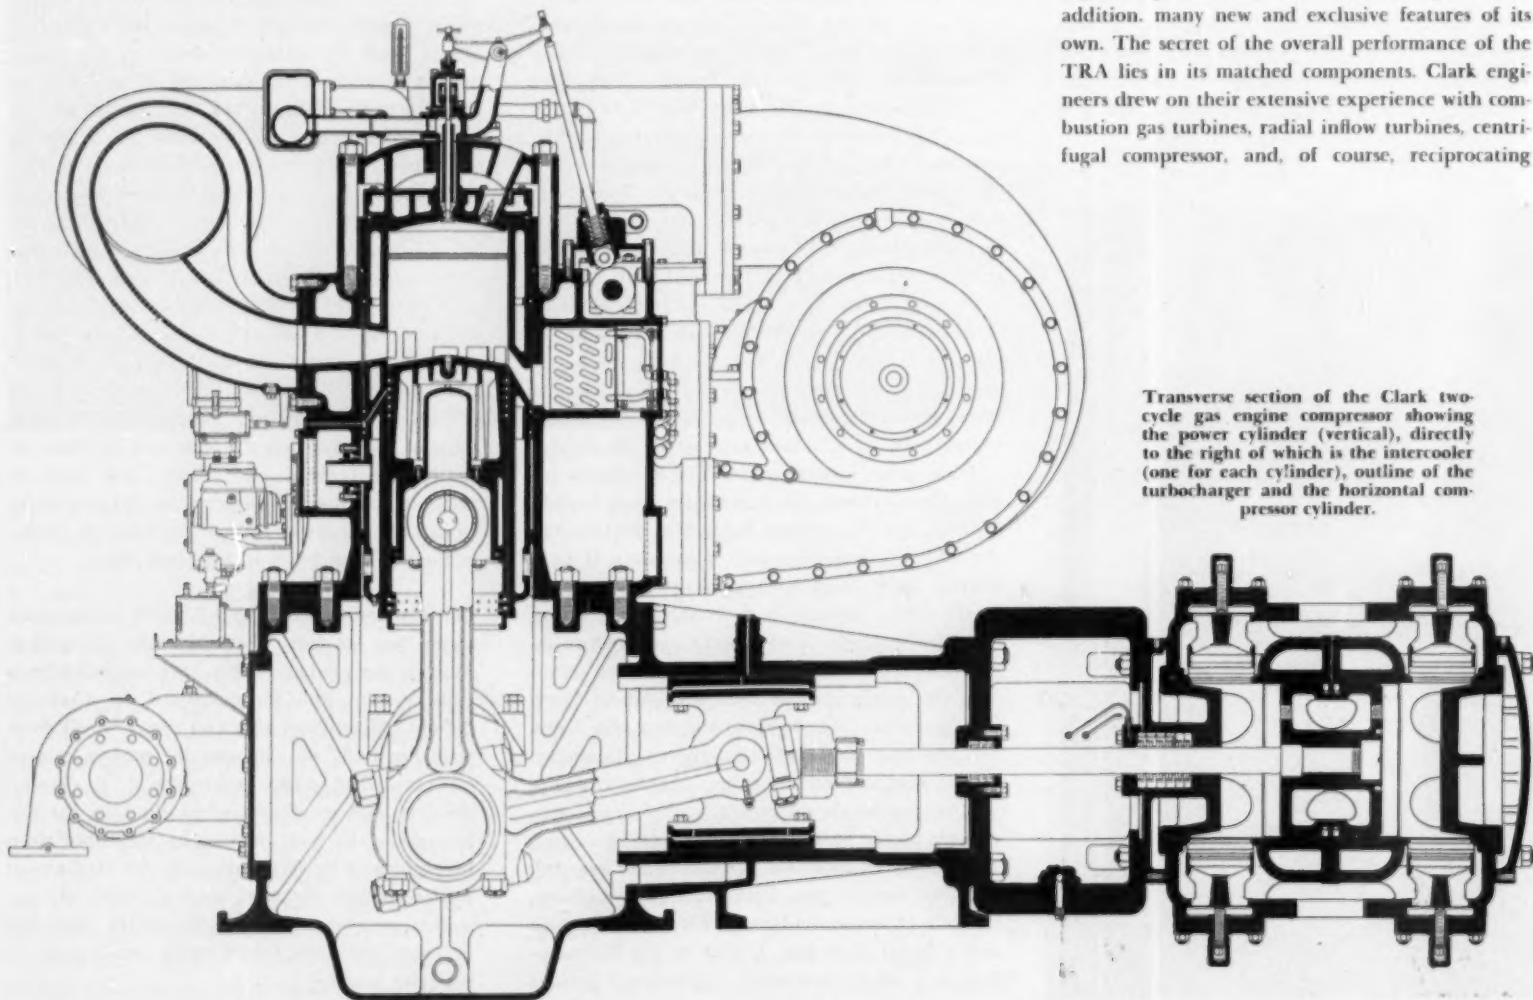 addition. many new and exclusive features of its
own. The secret of the overall performance of the
TRA lies in its matched components. Clark engi-
neers drew on their extensive experience with com-
bustion gas turbines, radial inflow turbines, centri-
fugal compressor, and, of course, reciprocating
Transverse section of the Clark two-
cycle gas engine compressor showing
the power cylinder (vertical), directly
to the right of which is the intercooler
(one for each cylinder), outline of the
turbocharger and the horizontal com-
pressor cylinder.